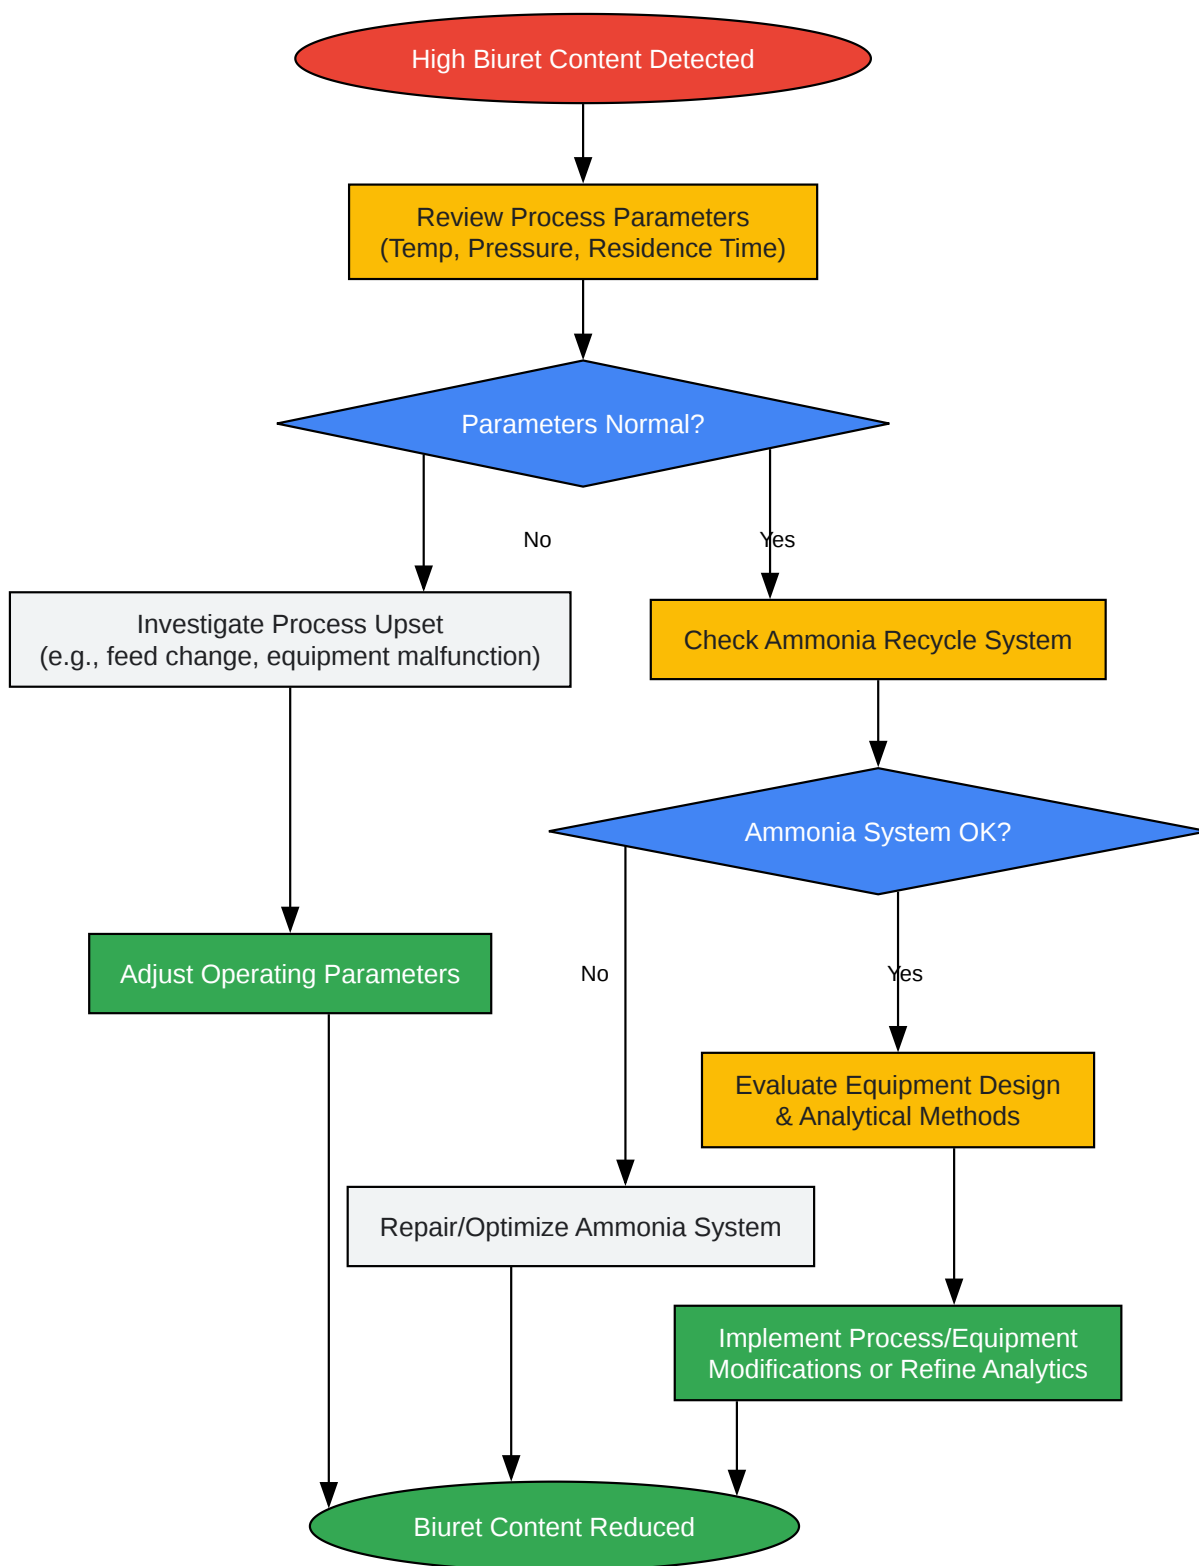 High Biuret Content Detected
Review Process Parameters
(Temp, Pressure, Residence Time)
Parameters Normal?
No
Yes
Investigate Process Upset
(e.g., feed change, equipment malfunction)
Check Ammonia Recycle System
Ammonia System OK?
Adjust Operating Parameters
No
Yes
Evaluate Equipment Design
& Analytical Methods
Repair/Optimize Ammonia System
Implement Process/Equipment
Modifications or Refine Analytics
Biuret Content Reduced